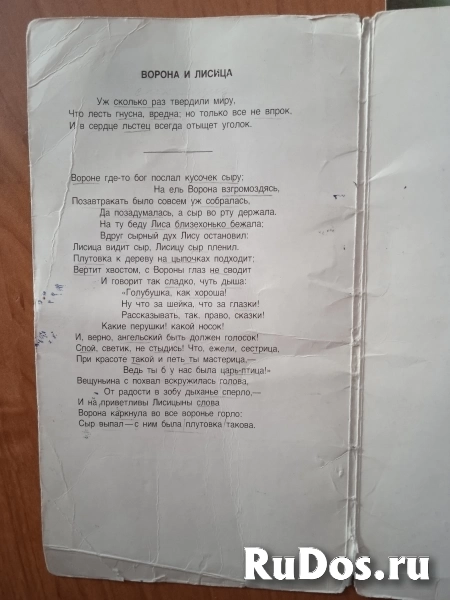 ВОРОНА И ЛИСИЦА
Уж сколько раз твердили миру,
Что лесть гнусна, вредна; но только все не впрок,
И в сердце льстец всегда отыщет уголок.
Вороне где-то бог послал кусочек сыру;
На ель Ворона взгромоздясь,
Позавтракать было совсем уж собралась,
Да позадумалась, а сыр во рту держала.
На ту беду Лиса близехонько бежала;
Вдруг сырный дух Лису остановил:
Лисица видит сыр, Лисицу сыр пленил.
Плутовка к дереву на цыпочках подходит;
Вертит хвостом, с Вороны глаз не сводит
И говорит так сладко, чуть дыша:
«Голубушка, как хороша!
Ну что за шейка, что за глазки!
Рассказывать, так, право, сказки!
Какие перушки! какой носок!
И, верно, ангельский быть должен голосок!
Спой, светик, не стыдись! Что, ежели, сестрица,
При красоте такой и петь ты мастерица,—
Ведь ты б у нас была царь-птица!»
Вещуньина с похвал вскружилась голова,
От радости в зобу дыханье сперло,—
И на приветливы Лисицыны слова
Ворона каркнула во все воронье горло:
Сыр выпал—с ним была плутовка такова.
RuDos.ru